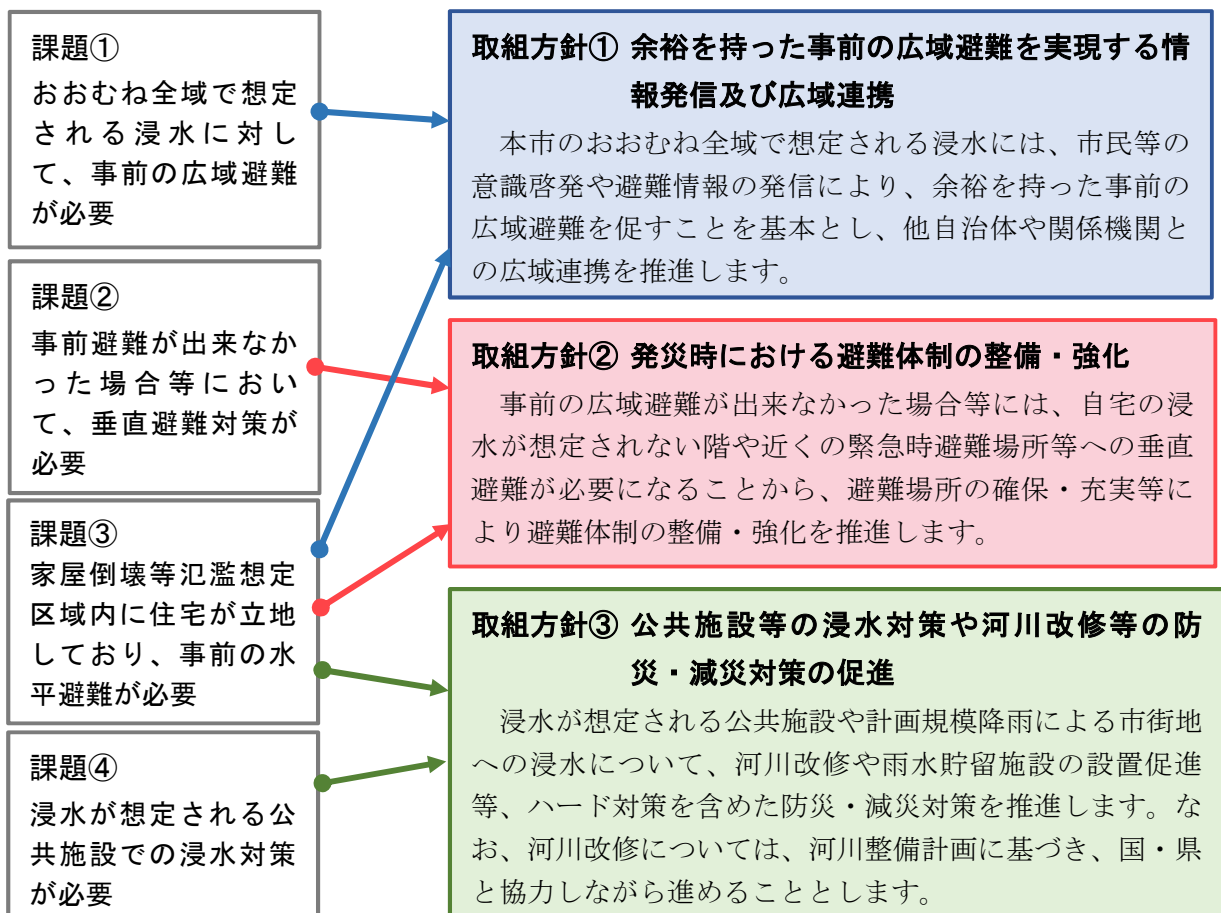 課題①
おおむね全域で想定
される浸水に対し
て、事前の広域避難
が必要
課題②
事前避難が出来なか
った場合等におい
て、垂直避難対策が
必要
課題③
家屋倒壊等氾濫想定
区域内に住宅が立地
しており、事前の水
平避難が必要
課題④
浸水が想定される公
共施設での浸水対策
が必要
取組方針① 余裕を持った事前の広域避難を実現する情
報発信及び広域連携
本市のおおむね全域で想定される浸水には、市民等の
意識啓発や避難情報の発信により、余裕を持った事前の
広域避難を促すことを基本とし、他自治体や関係機関と
の広域連携を推進します。
取組方針② 発災時における避難体制の整備・強化
事前の広域避難が出来なかった場合等には、自宅の浸
水が想定されない階や近くの緊急時避難場所等への垂直
避難が必要になることから、避難場所の確保・充実等に
より避難体制の整備・強化を推進します。
取組方針③ 公共施設等の浸水対策や河川改修等の防
災・減災対策の促進
浸水が想定される公共施設や計画規模降雨による市街地
への浸水について、河川改修や雨水貯留施設の設置促進
等、ハード対策を含めた防災・減災対策を推進します。な
お、河川改修については、河川整備計画に基づき、国・県
と協力しながら進めることとします。